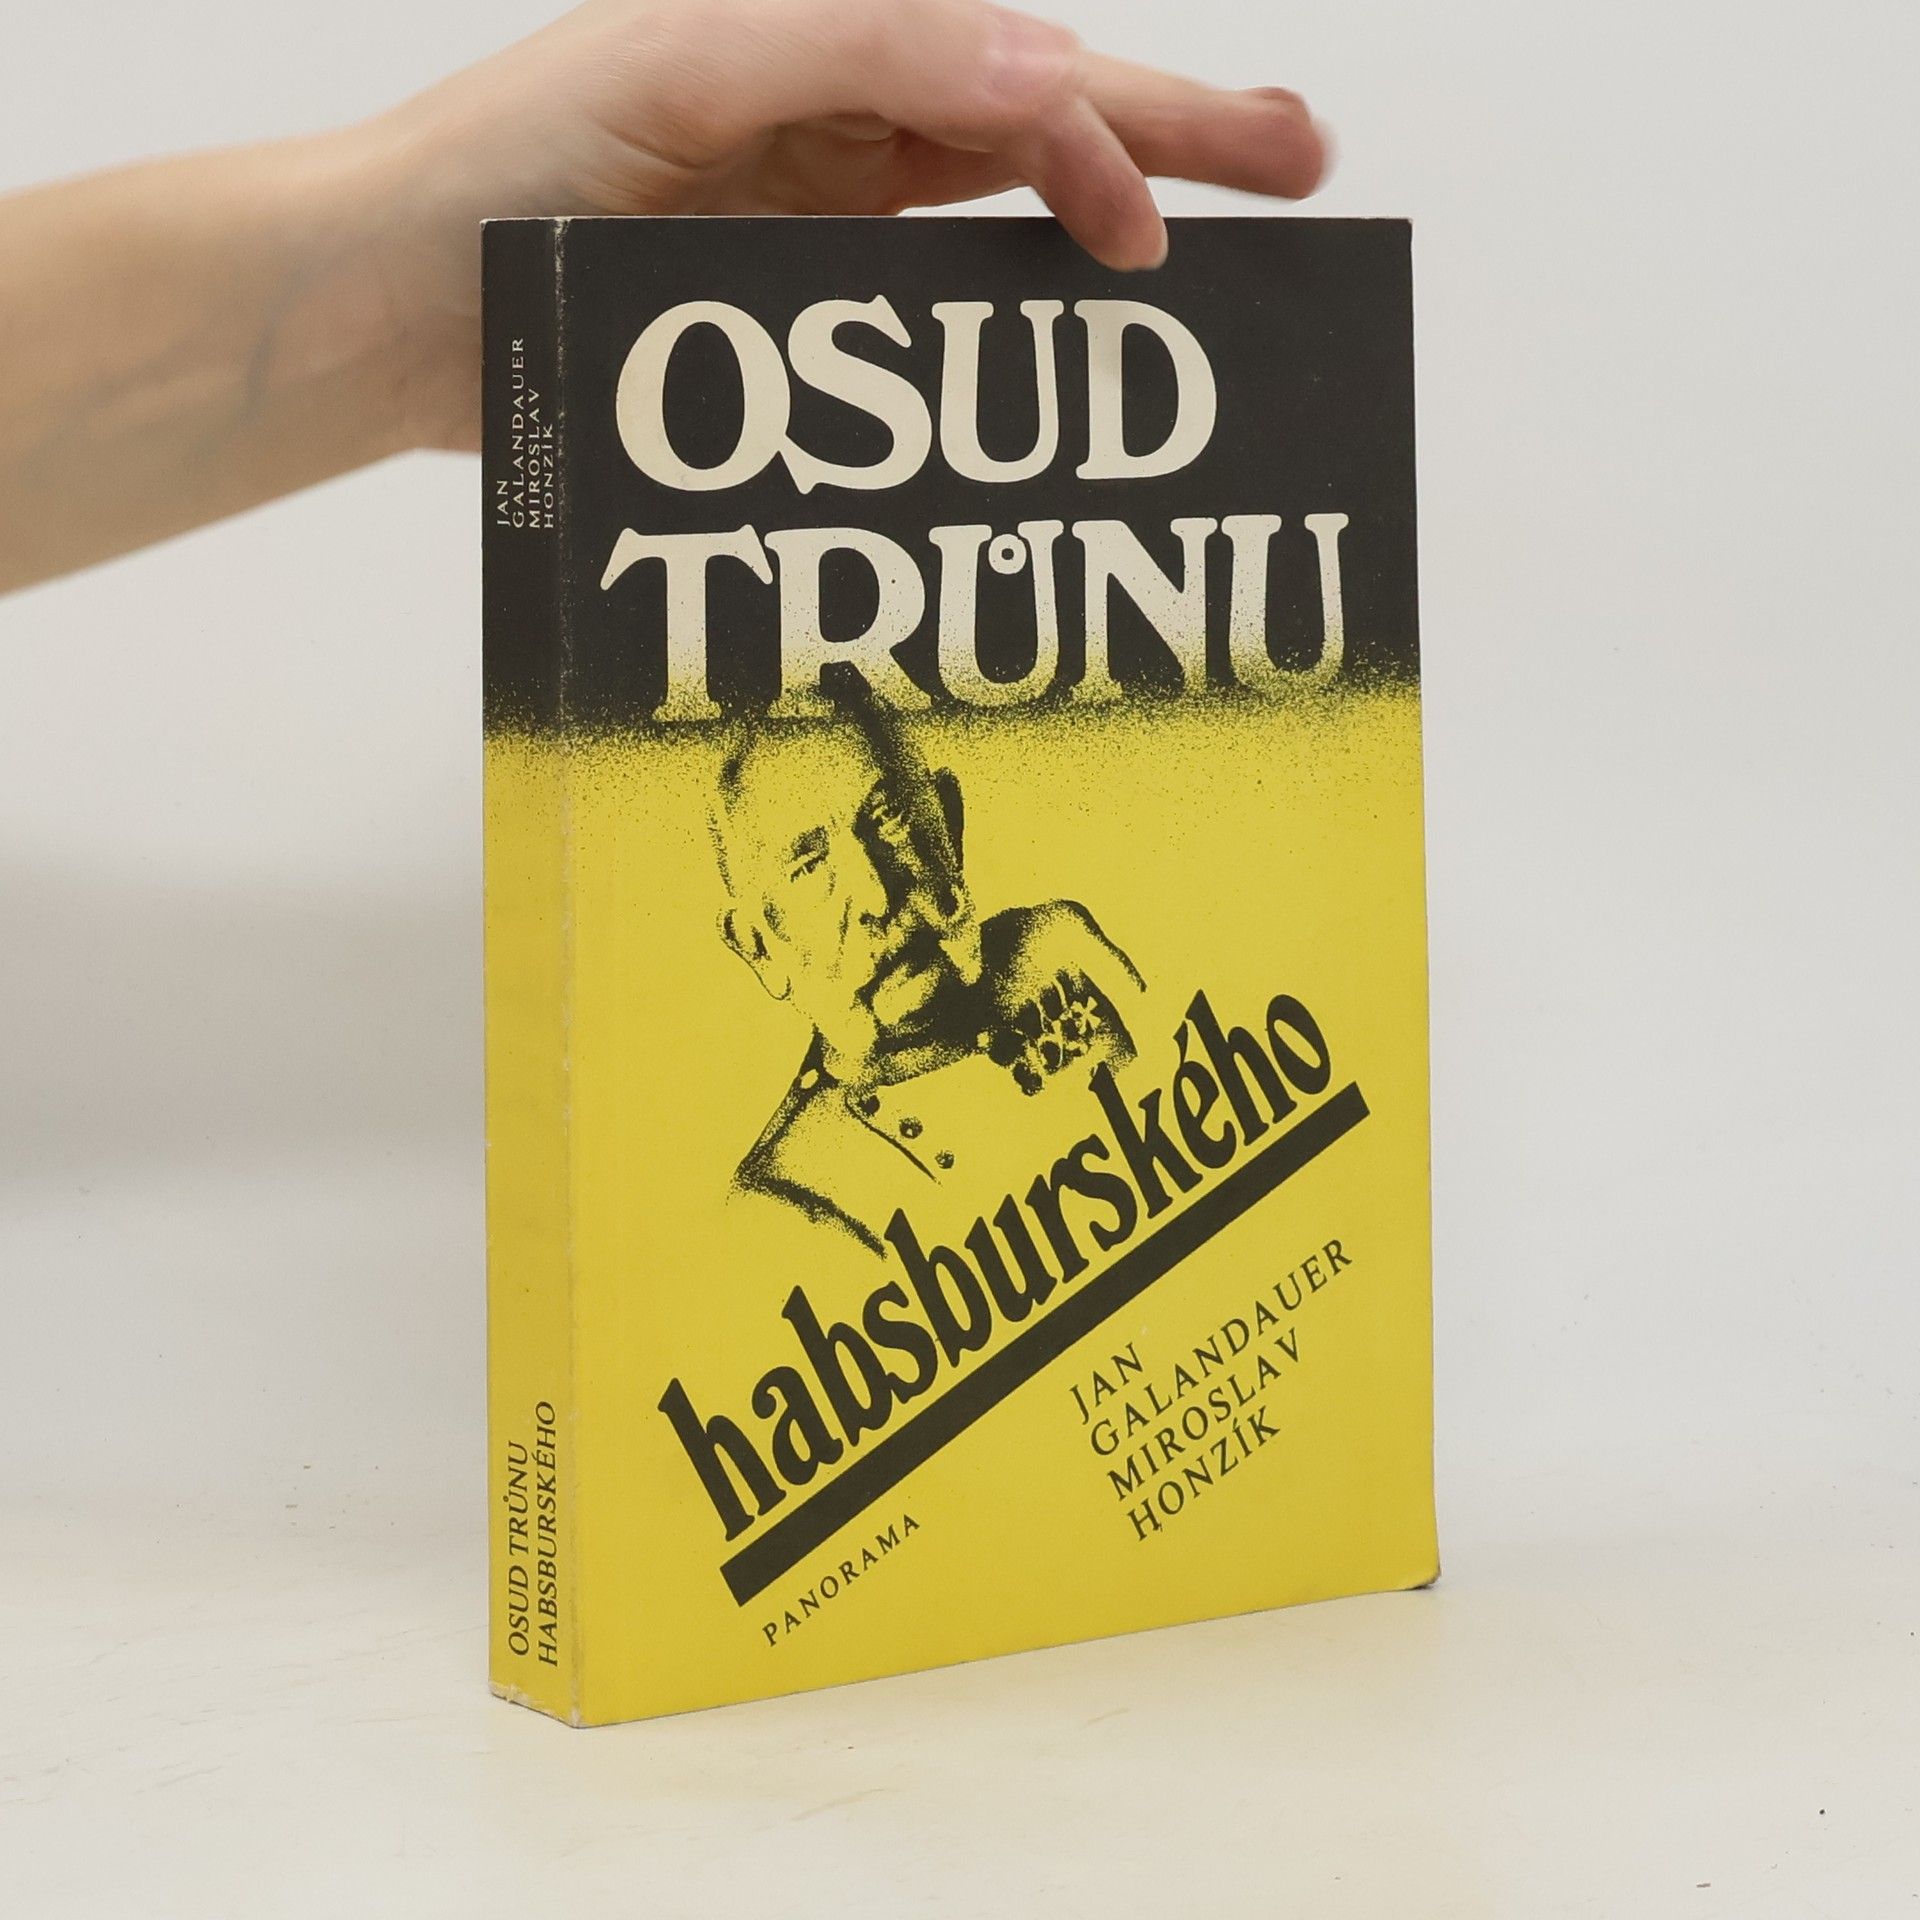 JAN
GALANDAUER
MIROSLAV
HONZÍK
OSUD TRŮNU
HABSBURSKÉHO
OSUD
TRŮNU
habsburského
JAN
GALANDAUER
MIROSLAV
HONZÍK
PANORAMA